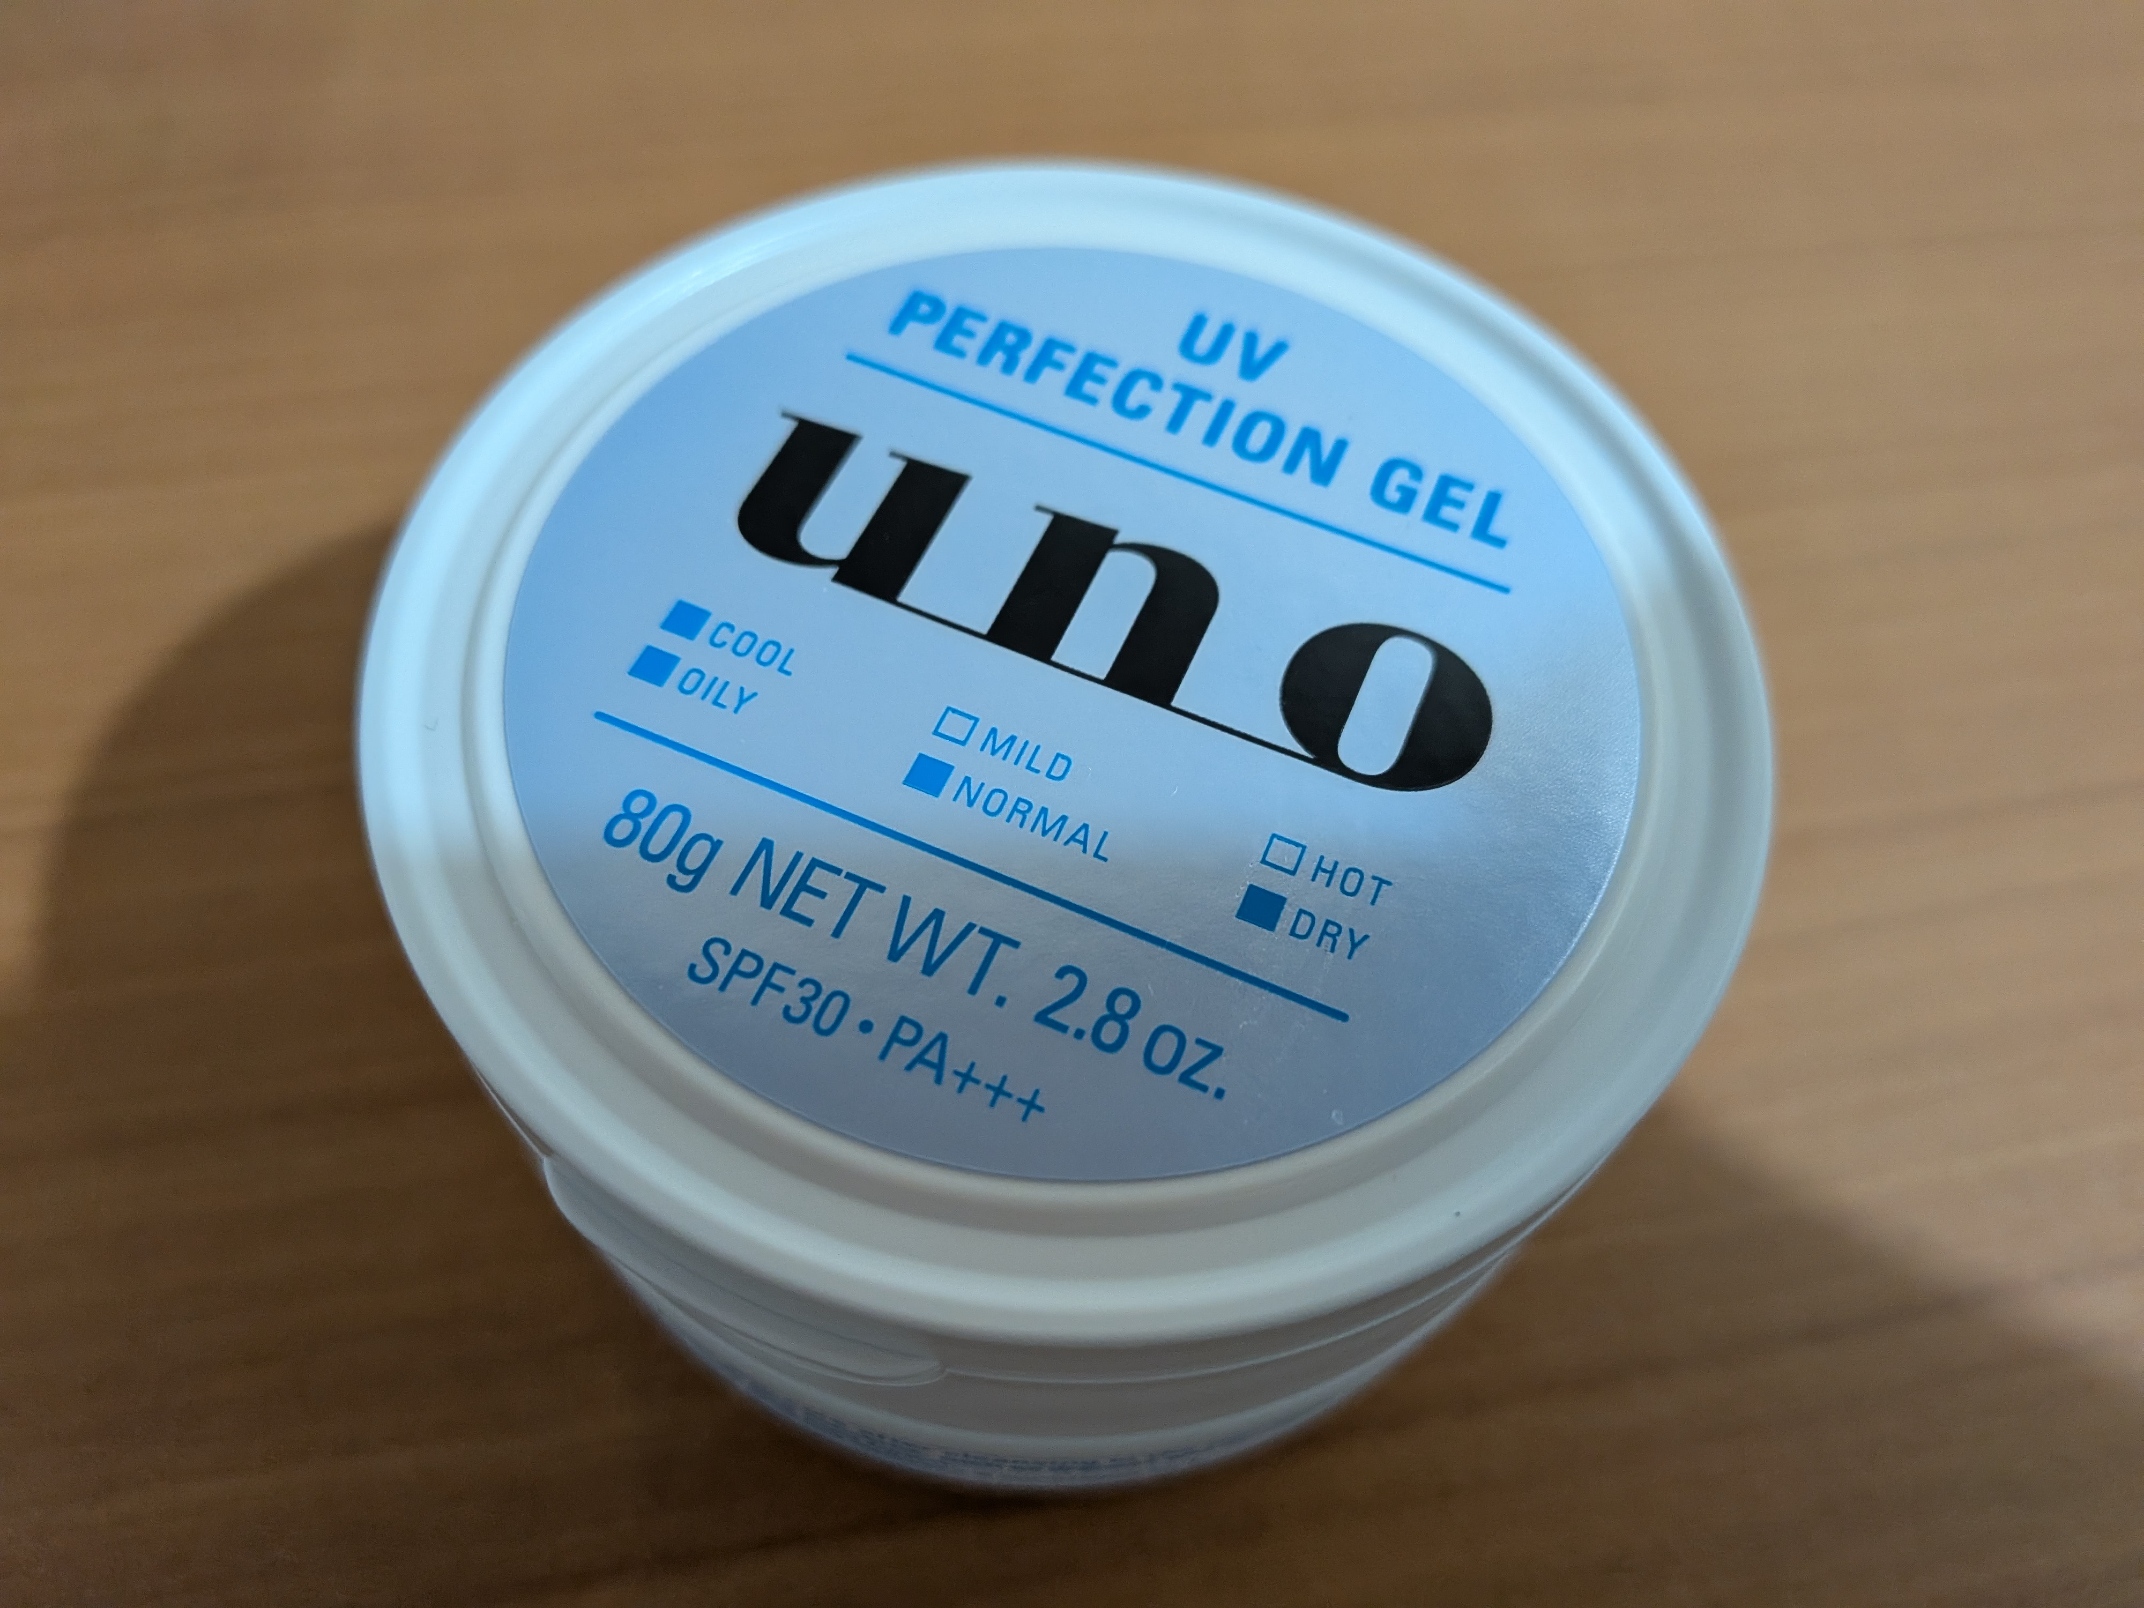 UV
PERFECTION GEL
uno
COOL MILD HOT
OILY NORMAL DRY
80g NET WT. 2.8 OZ.
SPF30・PA+++